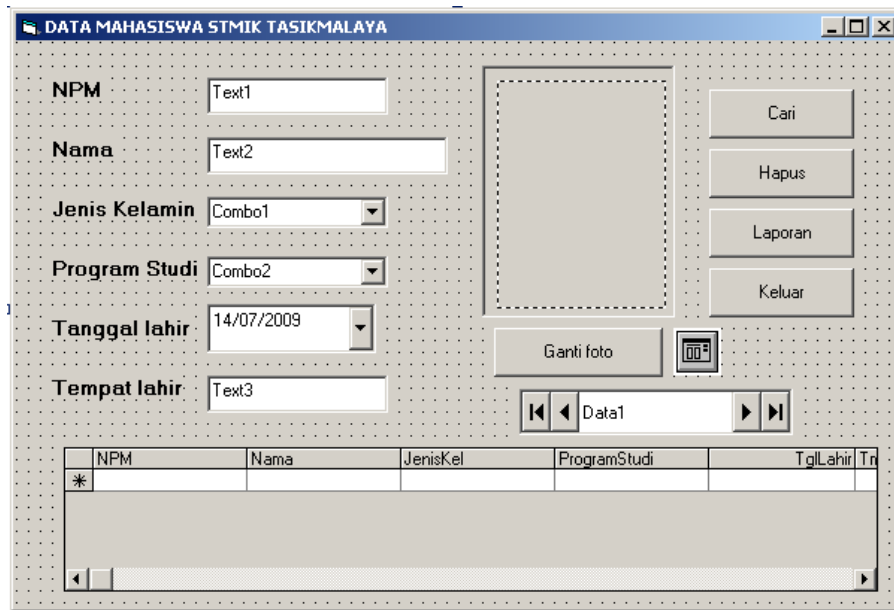 DATA MAHASISWA STMIK TASIKMALAYA
NPM
Text1
Nama
Text2
Jenis Kelamin
Combo1
Program Studi
Combo2
Tanggal lahir
14/07/2009
Tempat lahir
Text3
Cari
Hapus
Laporan
Keluar
Ganti foto
Data1
NPM Nama JenisKel ProgramStudi TglLahir